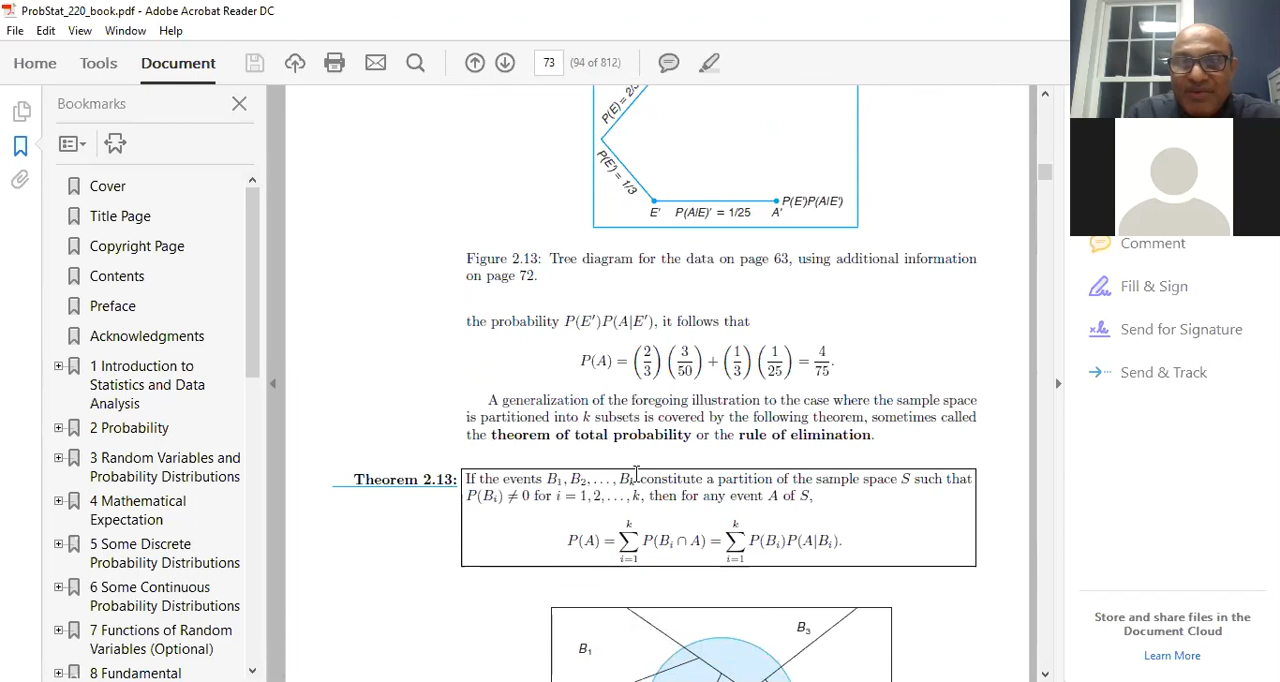 ProbStat_220_book.pdf - Adobe Acrobat Reader DC
File Edit View Window Help
Home Tools Document 73 (94 of 812)
Bookmarks
Cover
Title Page
Copyright Page
Contents
Preface
Acknowledgments
1 Introduction to
Statistics and Data
Analysis
2 Probability
3 Random Variables and
Probability Distributions
4 Mathematical
Expectation
5 Some Discrete
Probability Distributions
6 Some Continuous
Probability Distributions
7 Functions of Random
Variables (Optional)
8 Fundamental
P(E) = 2/3
P(E') = 1/3
E' P(A|E)' = 1/25 A' P(E')P(A|E')
Figure 2.13: Tree diagram for the data on page 63, using additional information
on page 72.
the probability P(E′)P(A|E′), it follows that
P(A) = (2/3)(3/50) + (1/3)(1/25) = 4/75.
A generalization of the foregoing illustration to the case where the sample space
is partitioned into k subsets is covered by the following theorem, sometimes called
the theorem of total probability or the rule of elimination.
Theorem 2.13: If the events B₁, B₂, . . . , Bₖ constitute a partition of the sample space S such that
P(Bᵢ) ≠ 0 for i = 1, 2, . . . , k, then for any event A of S,
P(A) = ∑ᵢ₌₁ᵏ P(Bᵢ ∩ A) = ∑ᵢ₌₁ᵏ P(Bᵢ)P(A|Bᵢ).
B₁ B₃
Comment
Fill & Sign
Send for Signature
Send & Track
Store and share files in the
Document Cloud
Learn More